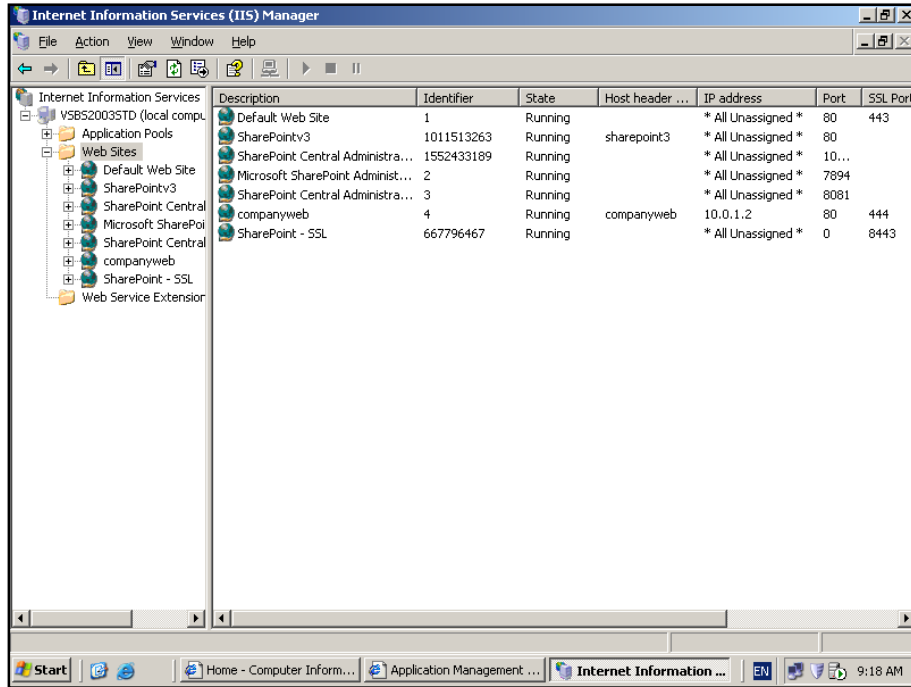 Internet Information Services (IIS) Manager
File Action View Window Help
Internet Information Services
VSBS2003STD (local compu
Application Pools
Web Sites
Default Web Site
SharePointv3
SharePoint Central
Microsoft SharePoi
SharePoint Central
companyweb
SharePoint - SSL
Web Service Extension
Description Identifier State Host header ... IP address Port SSL Port
Default Web Site 1 Running * All Unassigned * 80 443
SharePointv3 1011513263 Running sharepoint3 * All Unassigned * 80
SharePoint Central Administra... 1552433189 Running * All Unassigned * 10...
Microsoft SharePoint Administ... 2 Running * All Unassigned * 7894
SharePoint Central Administra... 3 Running * All Unassigned * 8081
companyweb 4 Running companyweb 10.0.1.2 80 444
SharePoint - SSL 667796467 Running * All Unassigned * 0 8443
Start Home - Computer Inform... Application Management ... Internet Information ... EN 9:18 AM